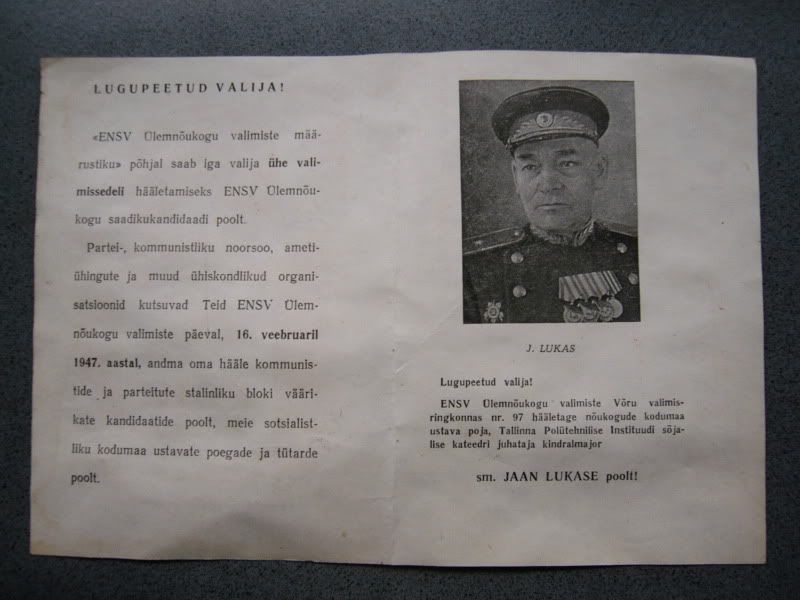 LUGUPEETUD VALIJA!
«ENSV Ülemnõukogu valimiste mää-
rustiku» põhjal saab iga valija ühe vali-
missedeli hääletamiseks ENSV Ülemnõu-
kogu saadikukandidaadi poolt.
Partei-, kommunistliku noorsoo, ameti-
ühingute ja muud ühiskondlikud organi-
satsioonid kutsuvad Teid ENSV Ülem-
nõukogu valimiste päeval, 16. veebruaril
1947. aastal, andma oma hääle kommunis-
tide ja parteitute stalinliku bloki vääri-
kate kandidaatide poolt, meie sotsialist-
liku kodumaa ustavate poegade ja tütarde
poolt.
J. LUKAS
Lugupeetud valija!
ENSV Ülemnõukogu valimiste Võru valimis-
ringkonnas nr. 97 hääletage nõukogude kodumaa
ustava poja, Tallinna Polütehnilise Instituudi sõja-
lise kateedri juhataja kindralmajor
sm. JAAN LUKASE poolt!